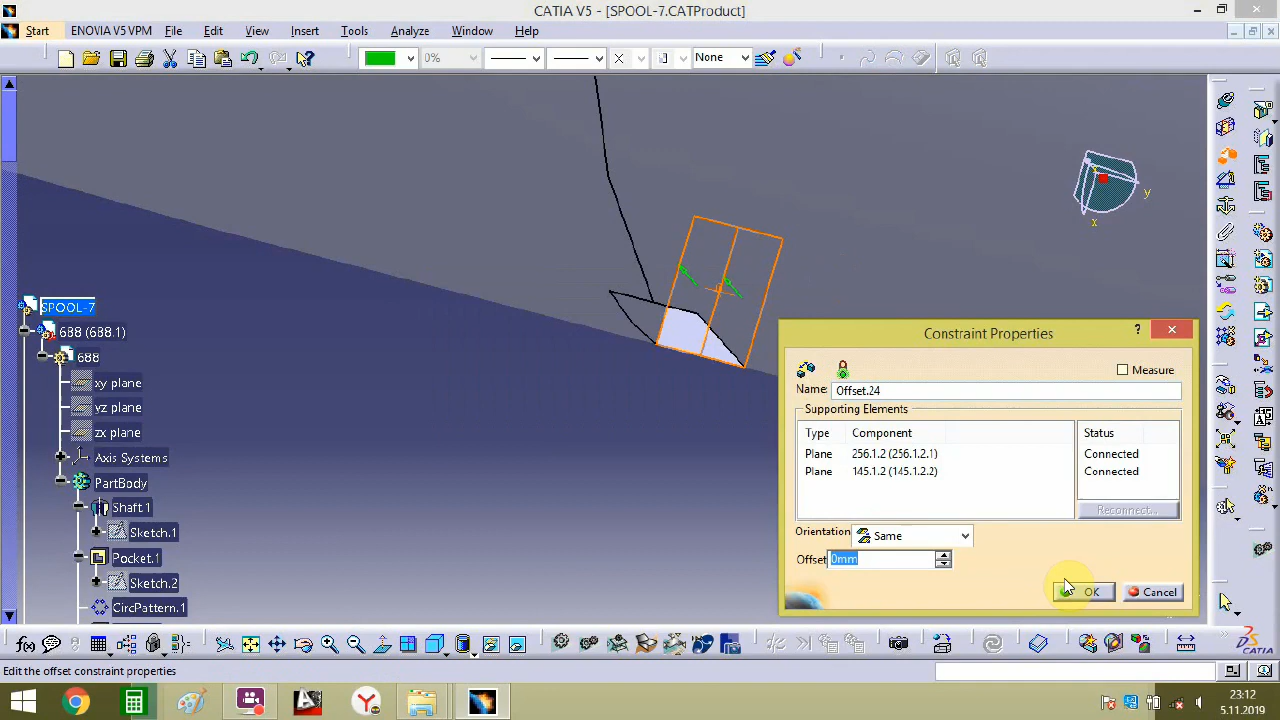 CATIA V5 - [SPOOL-7.CATProduct]
Start ENOVIA V5 VPM File Edit View Insert Tools Analyze Window Help
0% None
y
x
SPOOL-7
688 (688.1)
688
xy plane
yz plane
zx plane
Axis Systems
PartBody
Shaft.1
Sketch.1
Pocket.1
Sketch.2
CircPattern.1
Constraint Properties ?
Measure
Name: Offset.24
Supporting Elements
Type Component Status
Plane 256.1.2 (256.1.2.1) Connected
Plane 145.1.2 (145.1.2.2) Connected
Reconnect...
Orientation Same
Offset 0mm
OK Cancel
f(x)
CATIA
Edit the offset constraint properties
23:12
5.11.2019